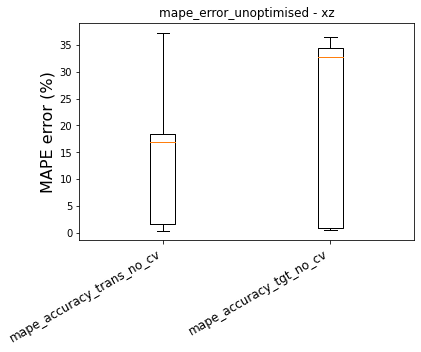 mape_error_unoptimised - xz
MAPE error (%)
35
30
25
20
15
10
5
0
mape_accuracy_trans_no_cv
mape_accuracy_tgt_no_cv